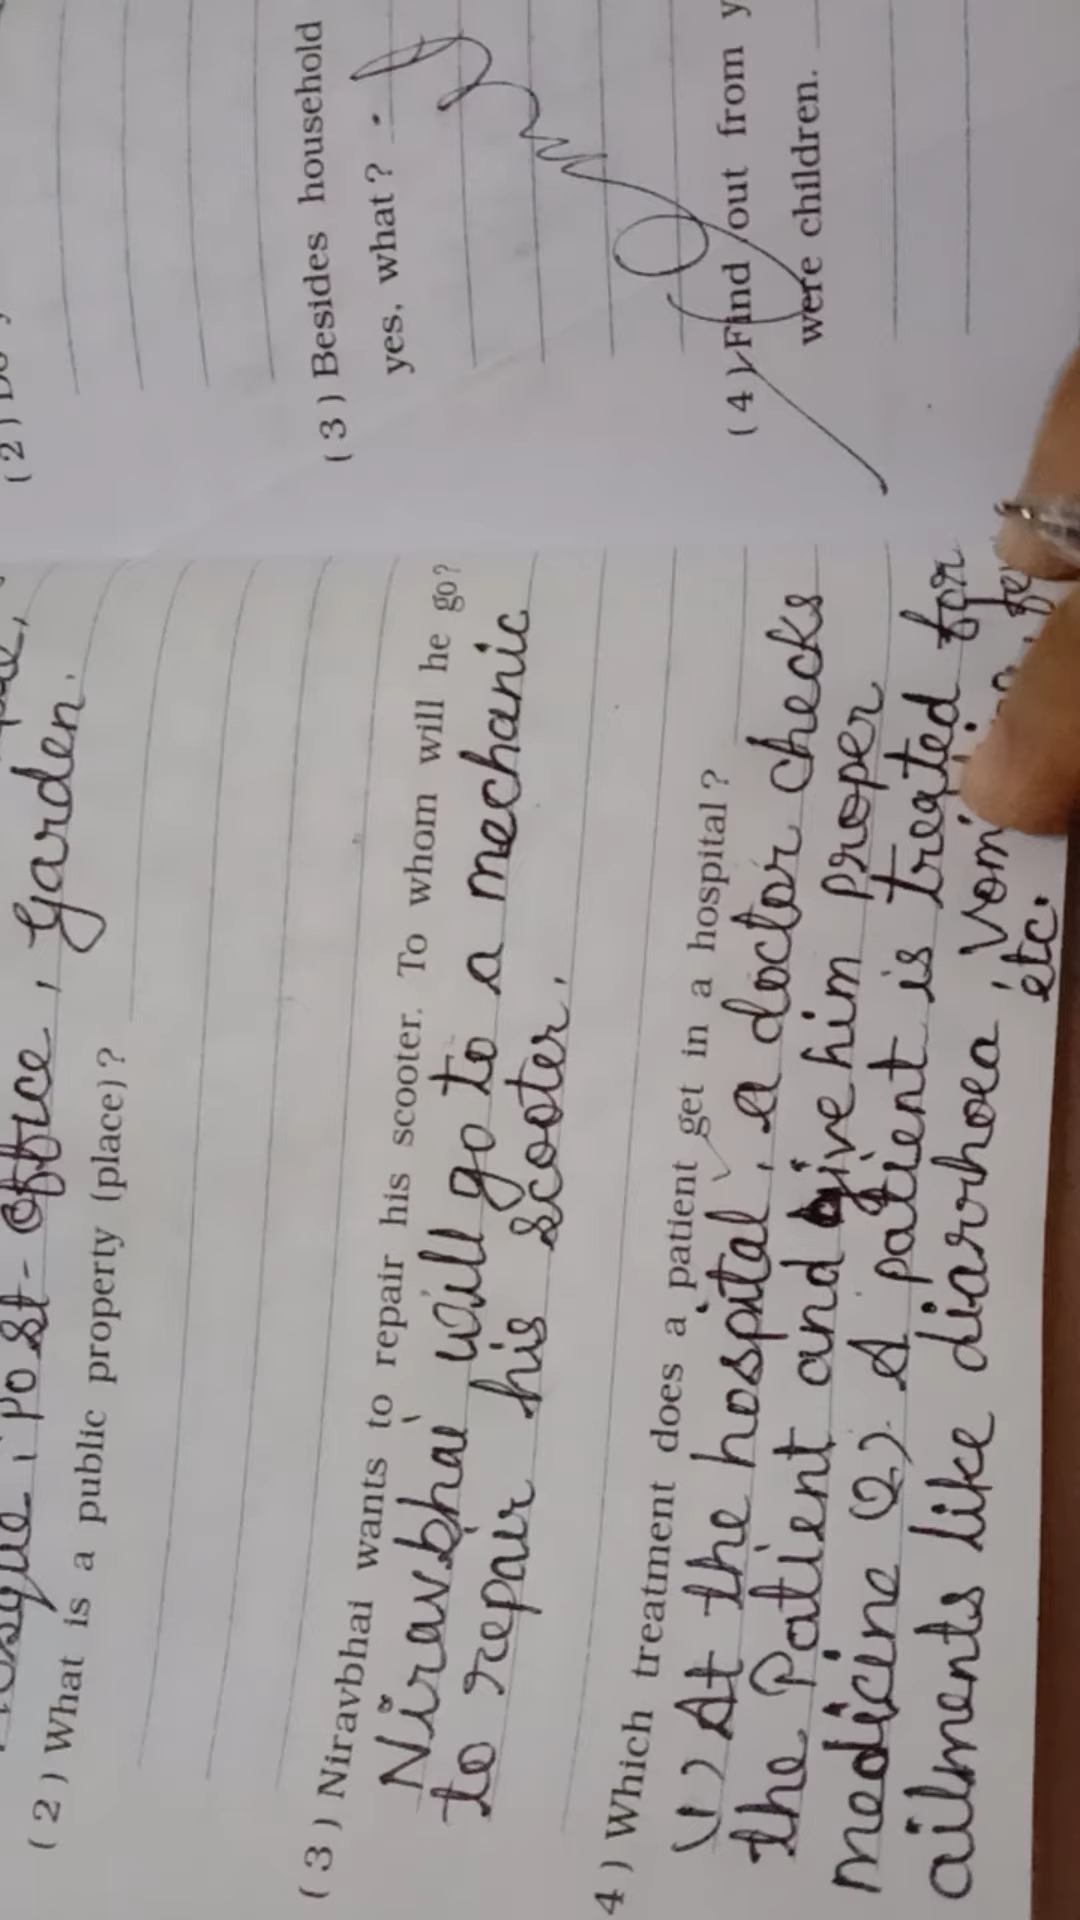 Post-office, Garden.
(2) What is a public property (place)?
(3) Niravbhai wants to repair his scooter. To whom will he go?
Niravbhai will go to a mechanic
to repair his scooter.
4) Which treatment does a patient get in a hospital?
(1) At the hospital, a doctor checks
the Patient and give him proper
medicine (2) A patient is treated for
ailments like diarrhoea,
etc.
(2)
(3) Besides household
yes, what?
(4) Find out from y
were children.